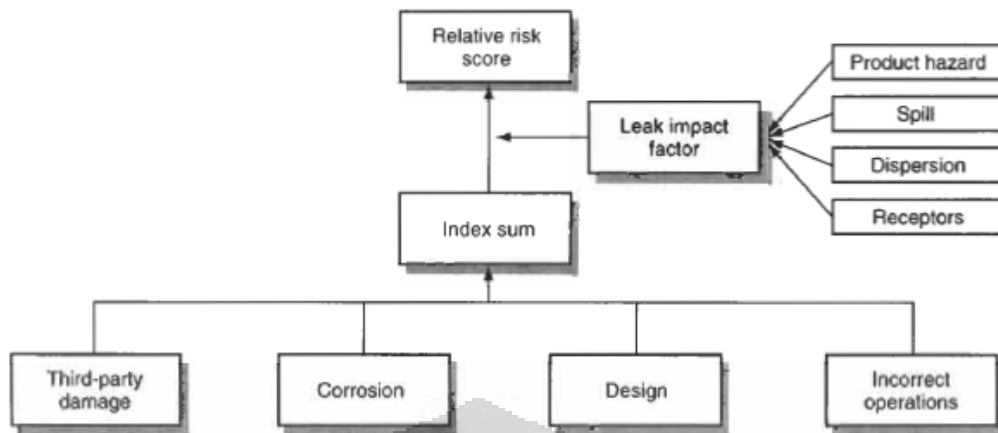 Relative risk
score
Product hazard
Leak impact
factor
Spill
Dispersion
Receptors
Index sum
Third-party
damage
Corrosion
Design
Incorrect
operations